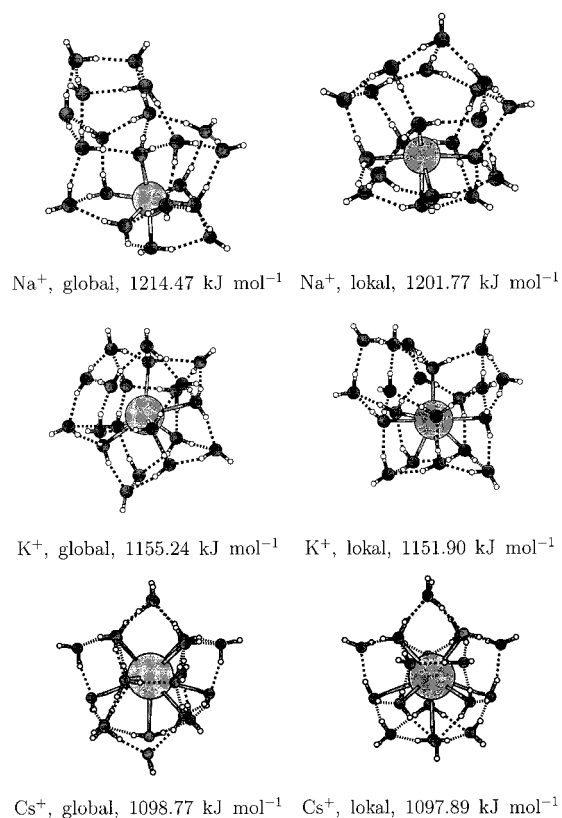 Na⁺, global, 1214.47 kJ mol⁻¹ Na⁺, lokal, 1201.77 kJ mol⁻¹
K⁺, global, 1155.24 kJ mol⁻¹ K⁺, lokal, 1151.90 kJ mol⁻¹
Cs⁺, global, 1098.77 kJ mol⁻¹ Cs⁺, lokal, 1097.89 kJ mol⁻¹